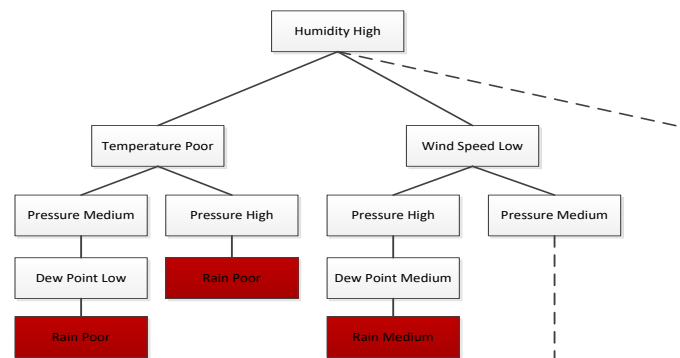 Humidity High
Temperature Poor
Wind Speed Low
Pressure Medium
Pressure High
Pressure High
Pressure Medium
Dew Point Low
Rain Poor
Dew Point Medium
Rain Poor
Rain Medium